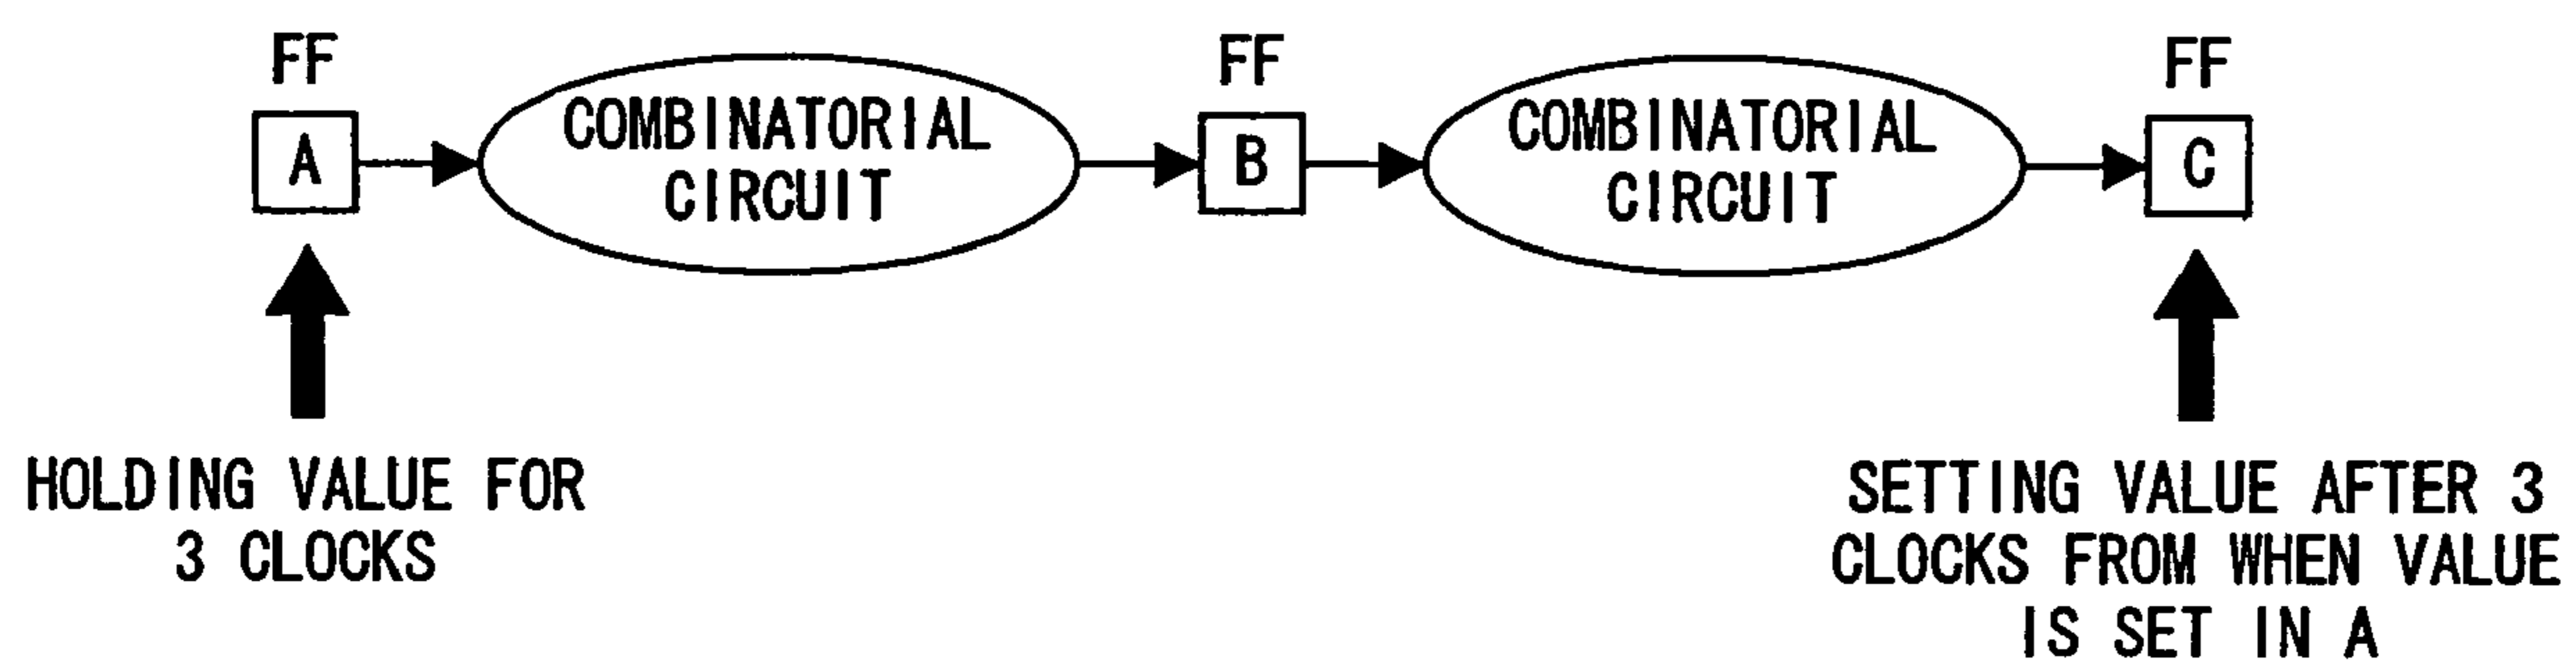 FF
FF
FF
A
COMBINATORIAL
CIRCUIT
B
COMBINATORIAL
CIRCUIT
C
HOLDING VALUE FOR
3 CLOCKS
SETTING VALUE AFTER 3
CLOCKS FROM WHEN VALUE
IS SET IN A